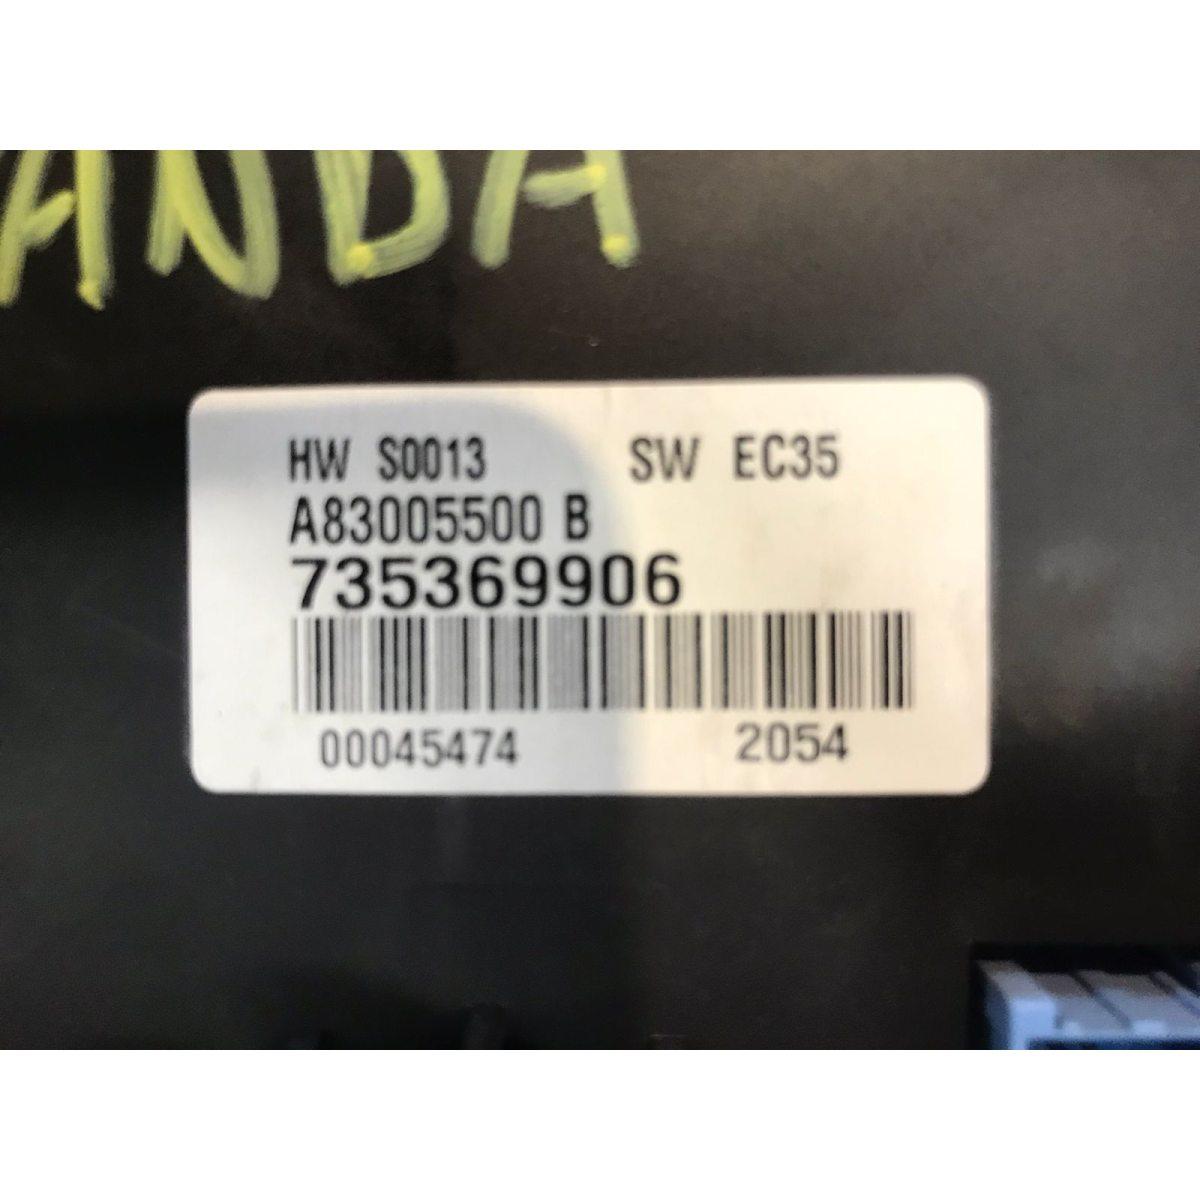 ANDA
HW S0013 SW EC35
A83005500 B
735369906
00045474 2054